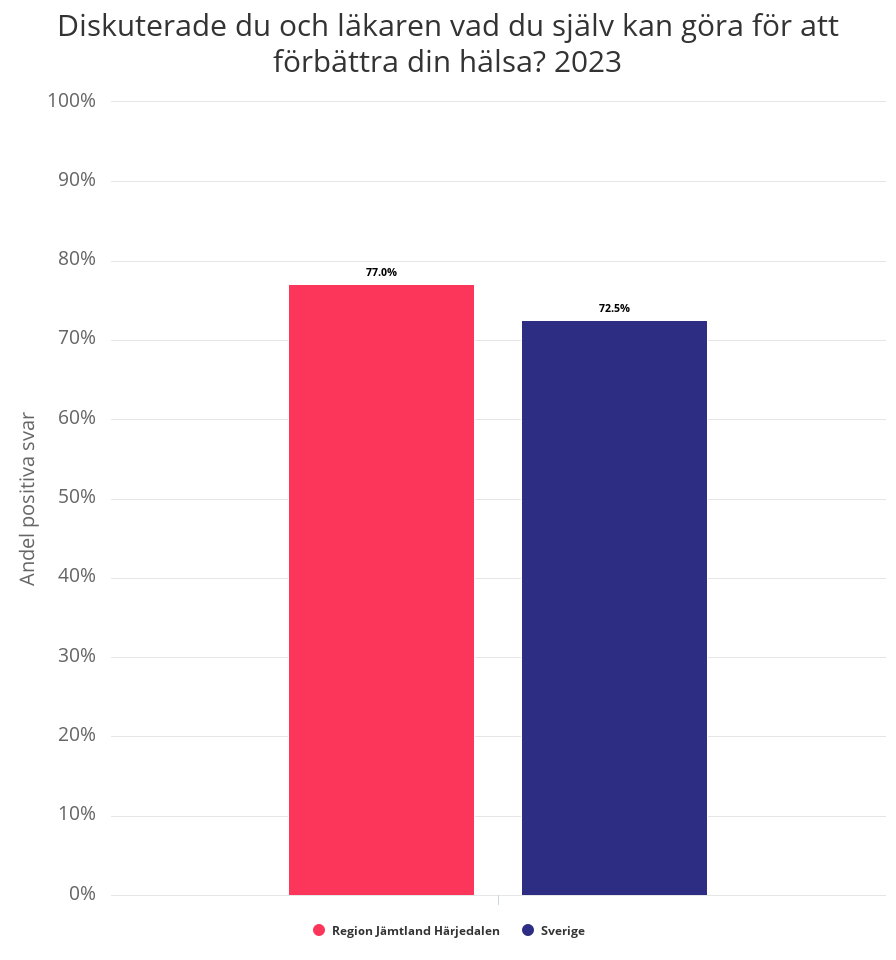 Diskuterade du och läkaren vad du själv kan göra för att
förbättra din hälsa? 2023
100%
90%
80%
70%
60%
50%
40%
30%
20%
10%
0%
Andel positiva svar
77.0%
72.5%
Region Jämtland Härjedalen
Sverige